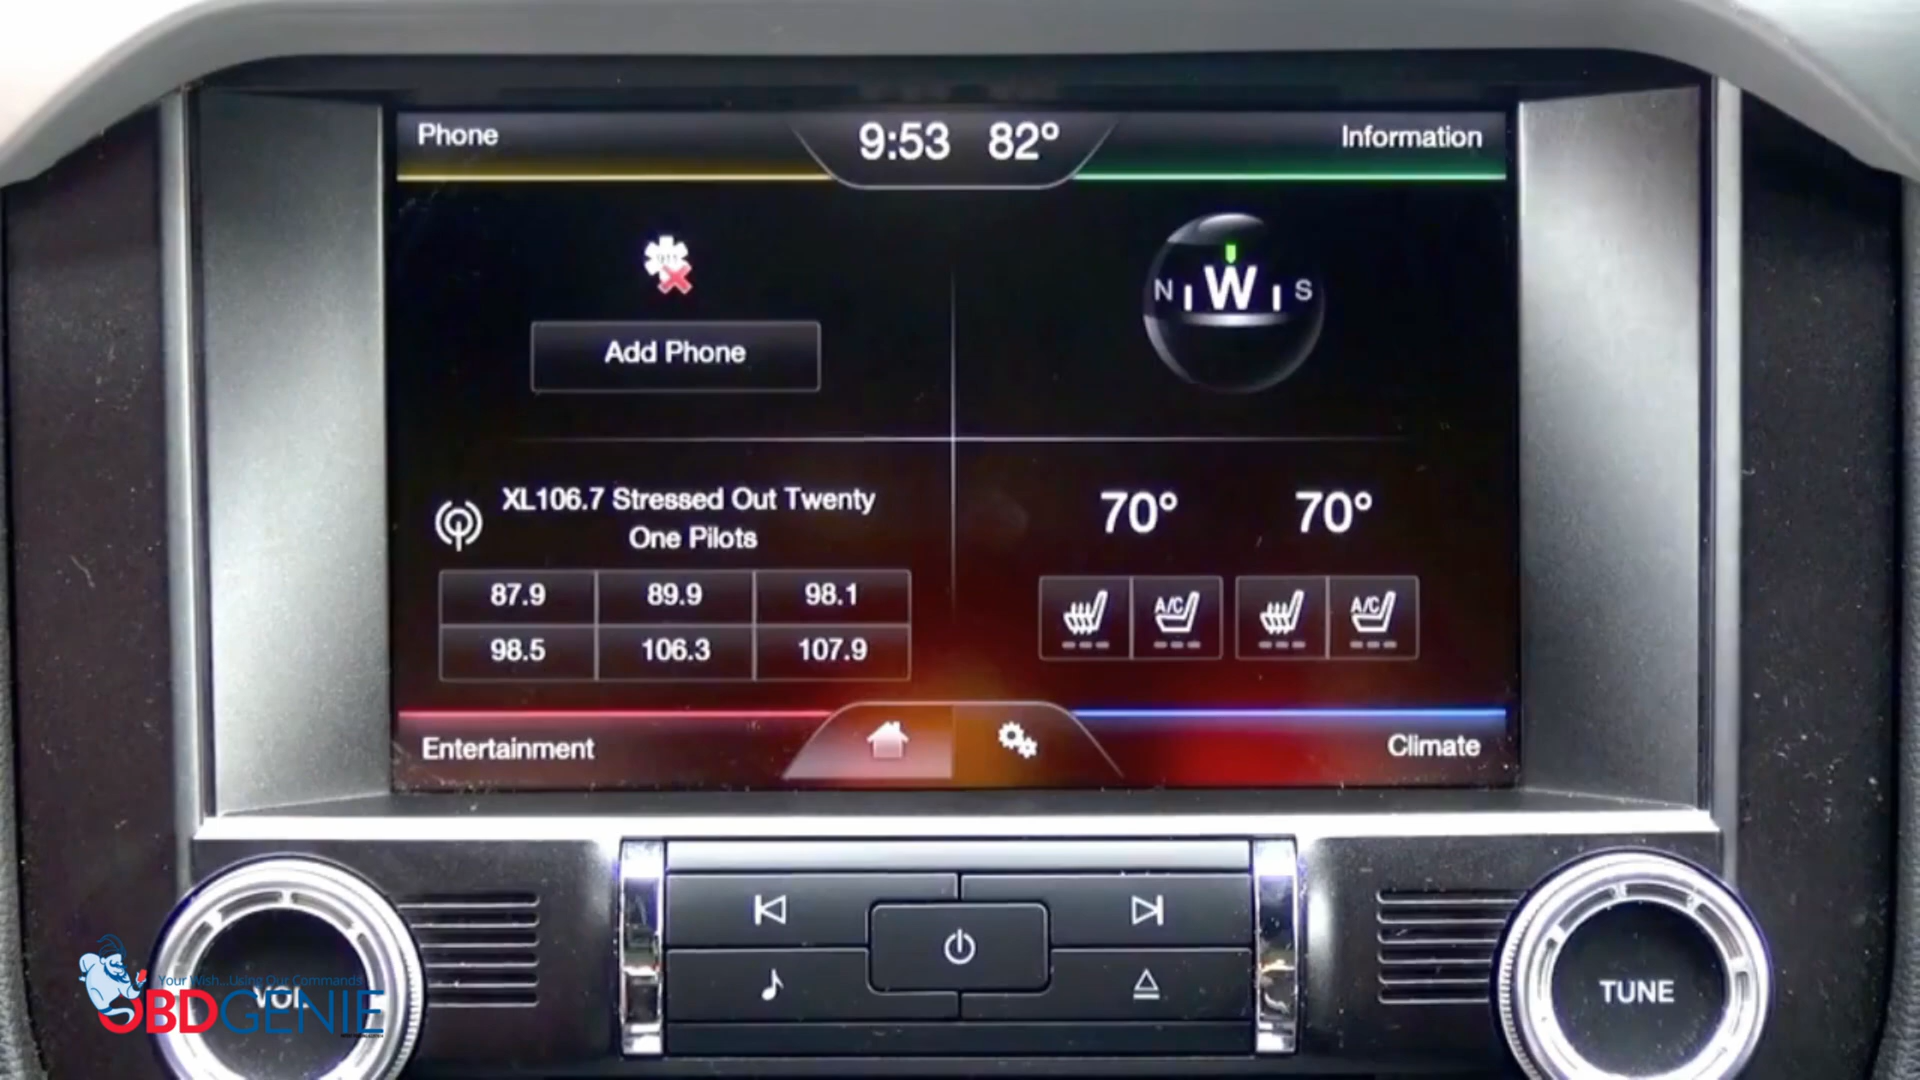 Phone
9:53 82°
Information
911
Add Phone
N W S
XL106.7 Stressed Out Twenty
One Pilots
87.9 89.9 98.1
98.5 106.3 107.9
70° 70°
A/C A/C
Entertainment
Climate
VOL
TUNE
Your Wish...Using Our Commands
OBDGENIE